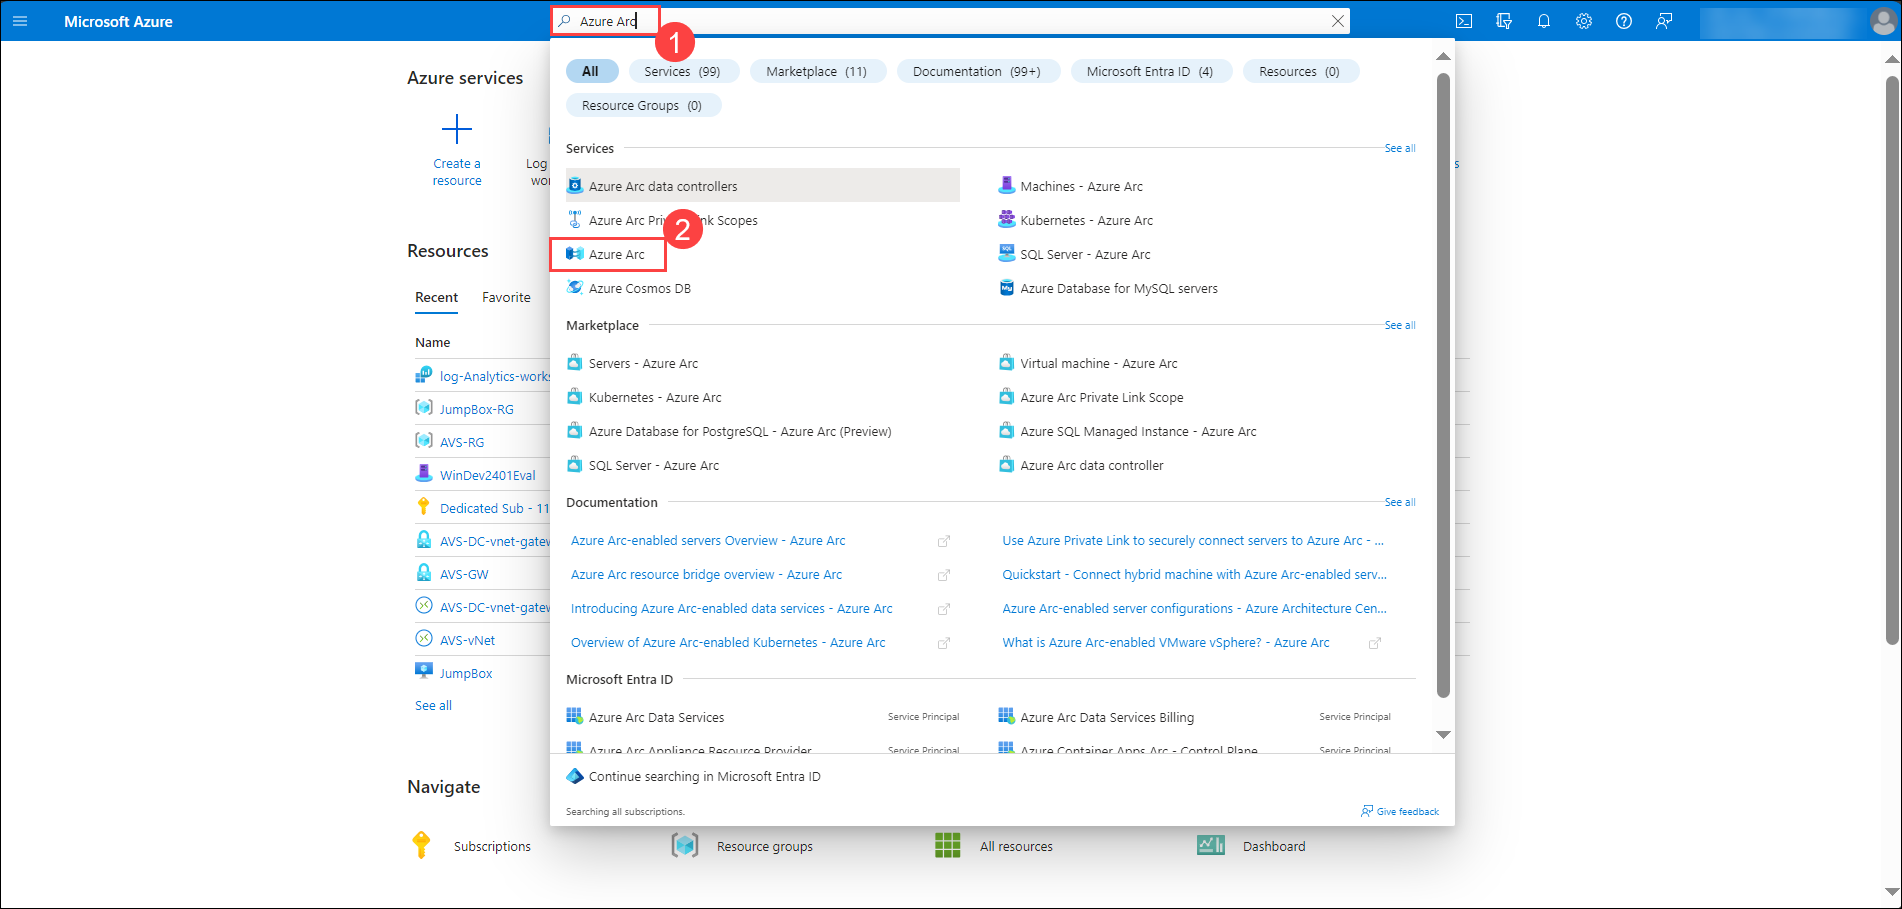 Microsoft Azure
Azure Arc
1
Azure services
Create a
resource
Log
wor
Resources
Recent Favorite
Name
log-Analytics-works
JumpBox-RG
AVS-RG
WinDev2401Eval
Dedicated Sub - 11
AVS-DC-vnet-gatew
AVS-GW
AVS-DC-vnet-gatew
AVS-vNet
JumpBox
See all
All Services (99) Marketplace (11) Documentation (99+) Microsoft Entra ID (4) Resources (0)
Resource Groups (0)
Services See all
Azure Arc data controllers Machines - Azure Arc
Azure Arc Pri nk Scopes Kubernetes - Azure Arc
2
Azure Arc SQL Server - Azure Arc
Azure Cosmos DB Azure Database for MySQL servers
Marketplace See all
Servers - Azure Arc Virtual machine - Azure Arc
Kubernetes - Azure Arc Azure Arc Private Link Scope
Azure Database for PostgreSQL - Azure Arc (Preview) Azure SQL Managed Instance - Azure Arc
SQL Server - Azure Arc Azure Arc data controller
Documentation See all
Azure Arc-enabled servers Overview - Azure Arc Use Azure Private Link to securely connect servers to Azure Arc - ...
Azure Arc resource bridge overview - Azure Arc Quickstart - Connect hybrid machine with Azure Arc-enabled serv...
Introducing Azure Arc-enabled data services - Azure Arc Azure Arc-enabled server configurations - Azure Architecture Cen...
Overview of Azure Arc-enabled Kubernetes - Azure Arc What is Azure Arc-enabled VMware vSphere? - Azure Arc
Microsoft Entra ID
Azure Arc Data Services Service Principal Azure Arc Data Services Billing Service Principal
Azure Arc Appliance Resource Provider Service Principal Azure Container Apps Arc - Control Plane Service Principal
Continue searching in Microsoft Entra ID
Searching all subscriptions. Give feedback
s
Navigate
Subscriptions Resource groups All resources Dashboard